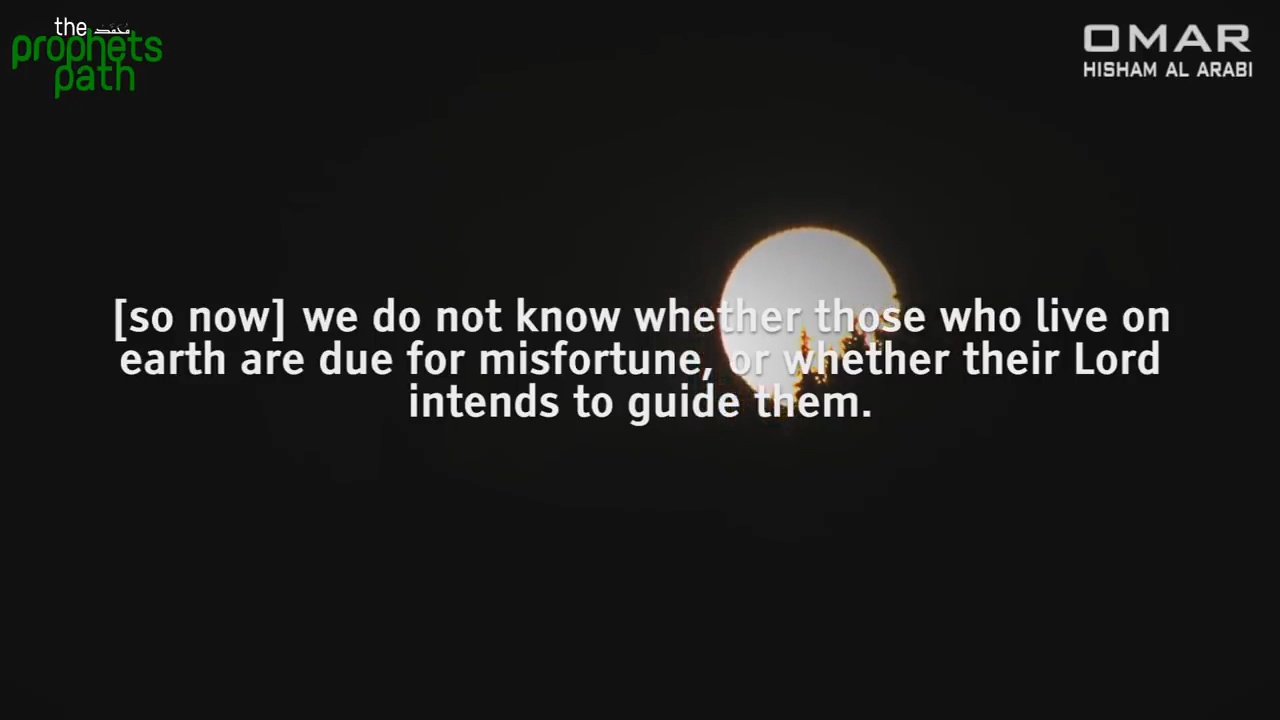 the مُحَمَّد
prophets
path
OMAR
HISHAM AL ARABI
[so now] we do not know whether those who live on
earth are due for misfortune, or whether their Lord
intends to guide them.